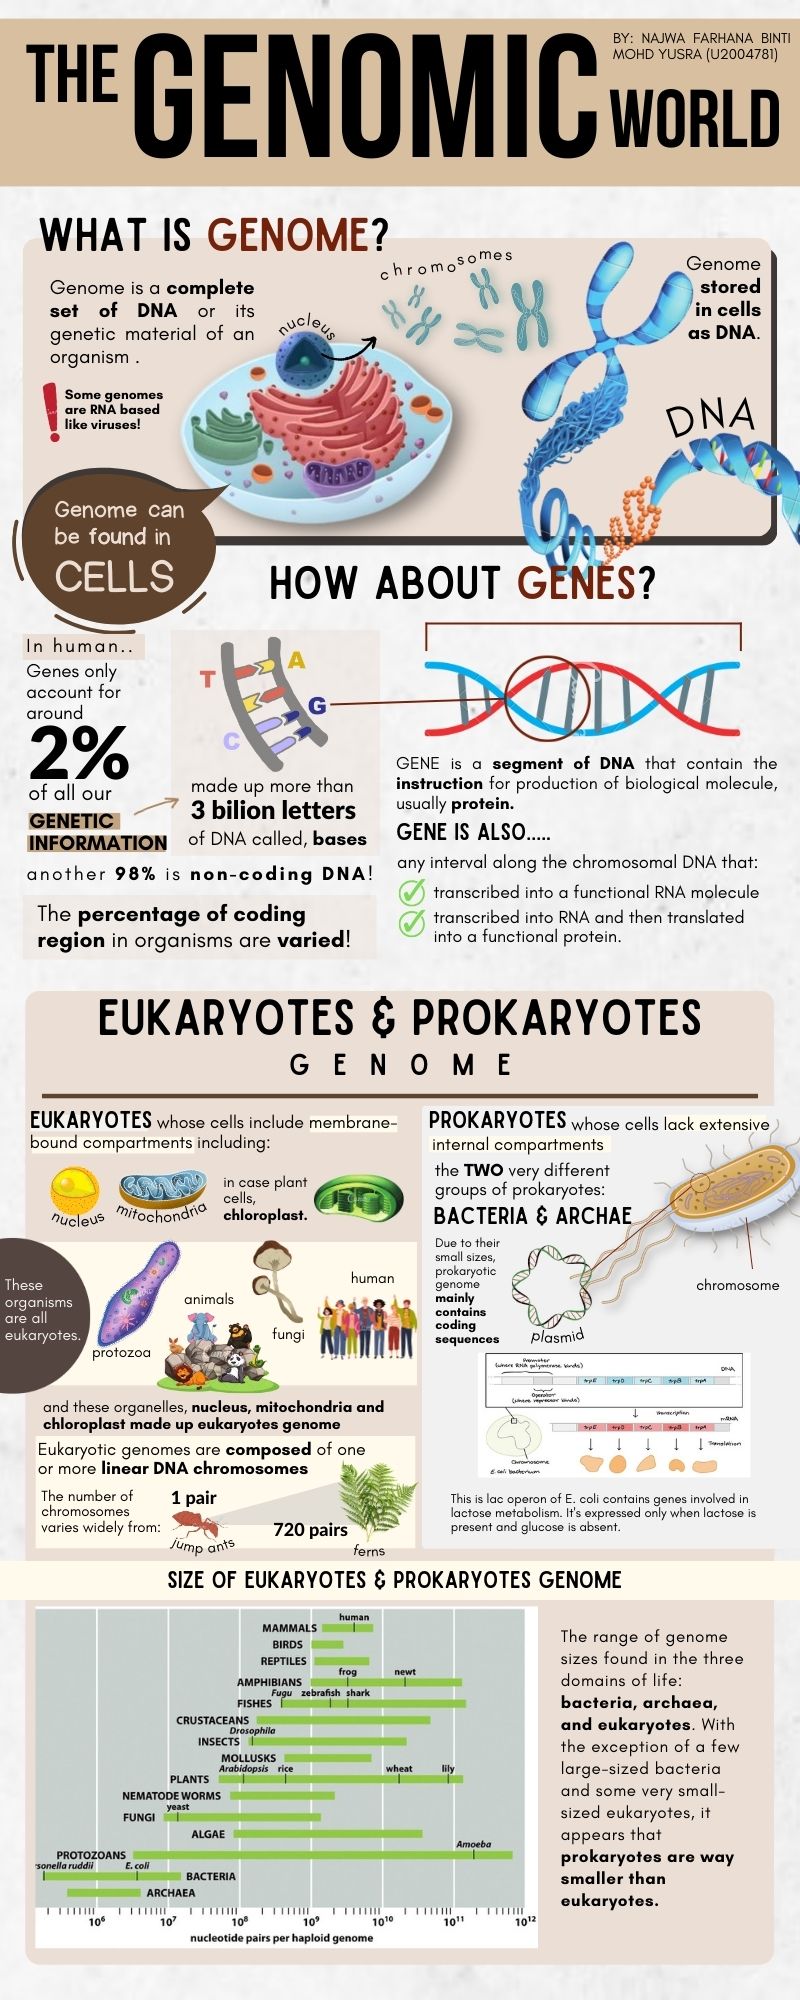 THE GENOMIC WORLD
BY: NAJWA FARHANA BINTI
MOHD YUSRA (U2004781)
WHAT IS GENOME?
Genome is a complete
set of DNA or its
genetic material of an
organism .
Some genomes
are RNA based
like viruses!
nucleus
chromosomes
Genome
stored
in cells
as DNA.
DNA
Genome can
be found in
CELLS
HOW ABOUT GENES?
In human..
Genes only
account for
around
2%
of all our
GENETIC
INFORMATION
T
A
G
C
made up more than
3 bilion letters
of DNA called, bases
another 98% is non-coding DNA!
The percentage of coding
region in organisms are varied!
GENE is a segment of DNA that contain the
instruction for production of biological molecule,
usually protein.
GENE IS ALSO.....
any interval along the chromosomal DNA that:
transcribed into a functional RNA molecule
transcribed into RNA and then translated
into a functional protein.
EUKARYOTES & PROKARYOTES
GENOME
EUKARYOTES whose cells include membrane-
bound compartments including:
nucleus
mitochondria
in case plant
cells,
chloroplast.
These
organisms
are all
eukaryotes.
protozoa
animals
fungi
human
and these organelles, nucleus, mitochondria and
chloroplast made up eukaryotes genome
Eukaryotic genomes are composed of one
or more linear DNA chromosomes
The number of
chromosomes
varies widely from:
1 pair
jump ants
720 pairs
ferns
PROKARYOTES whose cells lack extensive
internal compartments
the TWO very different
groups of prokaryotes:
BACTERIA & ARCHAE
Due to their
small sizes,
prokaryotic
genome
mainly
contains
coding
sequences
plasmid
chromosome
Promoter
(where RNA polymerase binds)
DNA
trpE trpD trpC trpB trpA
Operator
(where repressor binds)
Transcription
mRNA
trpE trpD trpC trpB trpA
Translation
Chromosome
E. coli bacterium
This is lac operon of E. coli contains genes involved in
lactose metabolism. It's expressed only when lactose is
present and glucose is absent.
SIZE OF EUKARYOTES & PROKARYOTES GENOME
human
MAMMALS
BIRDS
REPTILES
frog newt
AMPHIBIANS
Fugu zebrafish shark
FISHES
CRUSTACEANS
Drosophila
INSECTS
MOLLUSKS
Arabidopsis rice wheat lily
PLANTS
NEMATODE WORMS
yeast
FUNGI
ALGAE
Amoeba
PROTOZOANS
rsonella ruddii E. coli
BACTERIA
ARCHAEA
10⁶ 10⁷ 10⁸ 10⁹ 10¹⁰ 10¹¹ 10¹²
nucleotide pairs per haploid genome
The range of genome
sizes found in the three
domains of life:
bacteria, archaea,
and eukaryotes. With
the exception of a few
large-sized bacteria
and some very small-
sized eukaryotes, it
appears that
prokaryotes are way
smaller than
eukaryotes.